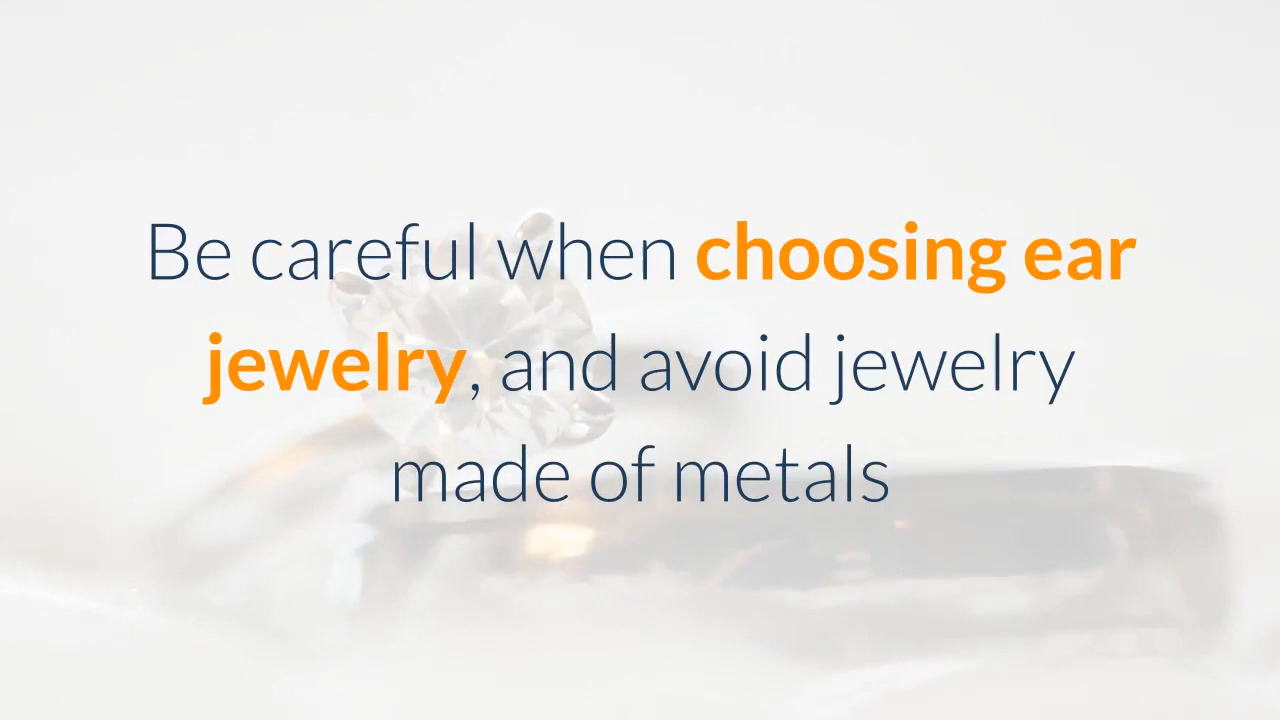 Be careful when choosing ear
jewelry, and avoid jewelry
made of metals